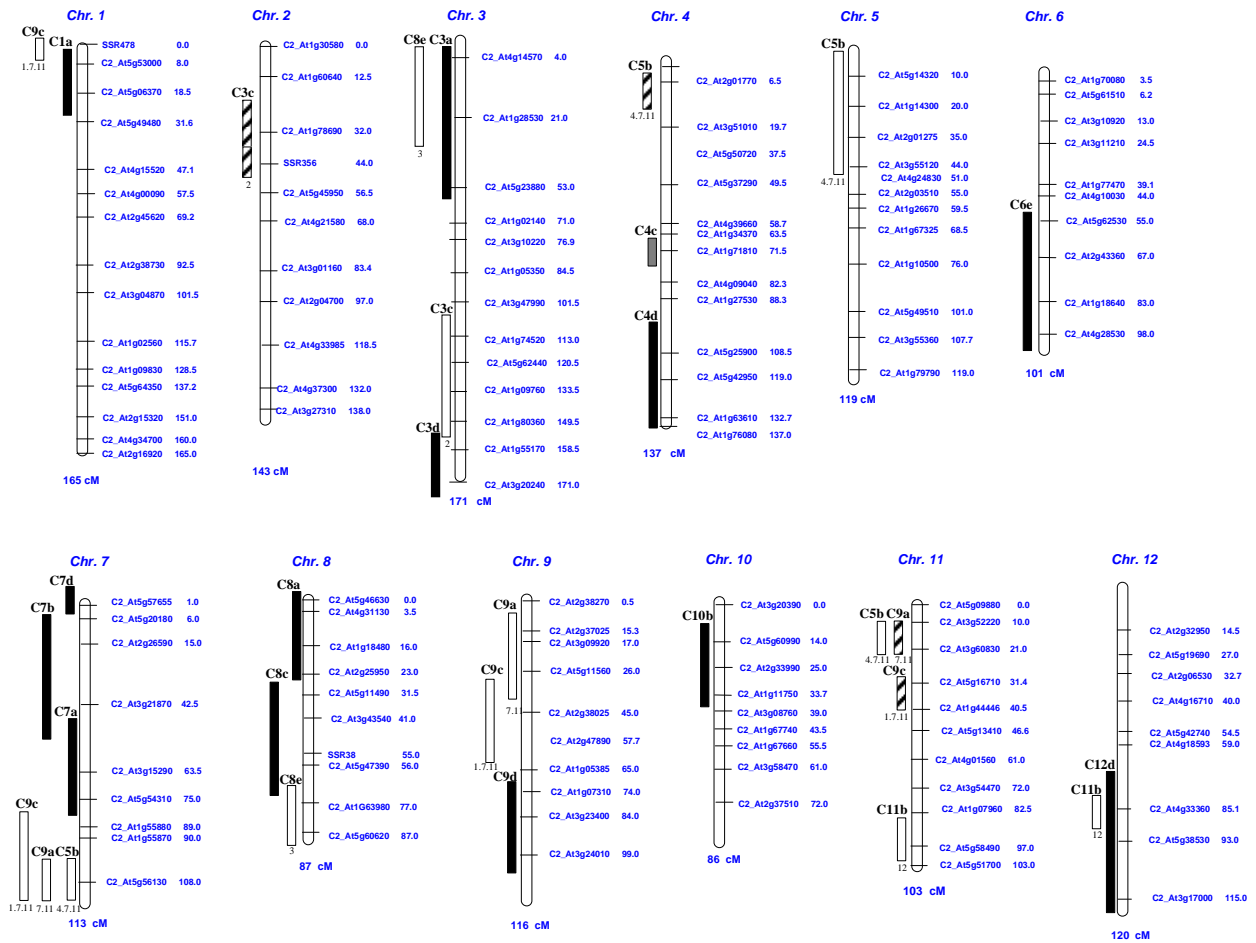 Chr. 1
C9c
C1a
1.7.11
SSR478 0.0
C2_At5g53000 8.0
C2_At5g06370 18.5
C2_At5g49480 31.6
C2_At4g15520 47.1
C2_At4g00090 57.5
C2_At2g45620 69.2
C2_At2g38730 92.5
C2_At3g04870 101.5
C2_At1g02560 115.7
C2_At1g09830 128.5
C2_At5g64350 137.2
C2_At2g15320 151.0
C2_At4g34700 160.0
C2_At2g16920 165.0
165 cM
Chr. 2
C3c
2
C2_At1g30580 0.0
C2_At1g60640 12.5
C2_At1g78690 32.0
SSR356 44.0
C2_At5g45950 56.5
C2_At4g21580 68.0
C2_At3g01160 83.4
C2_At2g04700 97.0
C2_At4g33985 118.5
C2_At4g37300 132.0
C2_At3g27310 138.0
143 cM
Chr. 3
C8e C3a
3
C3c
2
C3d
C2_At4g14570 4.0
C2_At1g28530 21.0
C2_At5g23880 53.0
C2_At1g02140 71.0
C2_At3g10220 76.9
C2_At1g05350 84.5
C2_At3g47990 101.5
C2_At1g74520 113.0
C2_At5g62440 120.5
C2_At1g09760 133.5
C2_At1g80360 149.5
C2_At1g55170 158.5
C2_At3g20240 171.0
171 cM
Chr. 4
C5b
4.7.11
C4c
C4d
C2_At2g01770 6.5
C2_At3g51010 19.7
C2_At5g50720 37.5
C2_At5g37290 49.5
C2_At4g39660 58.7
C2_At1g34370 63.5
C2_At1g71810 71.5
C2_At4g09040 82.3
C2_At1g27530 88.3
C2_At5g25900 108.5
C2_At5g42950 119.0
C2_At1g63610 132.7
C2_At1g76080 137.0
137 cM
Chr. 5
C5b
4.7.11
C2_At5g14320 10.0
C2_At1g14300 20.0
C2_At2g01275 35.0
C2_At3g55120 44.0
C2_At4g24830 51.0
C2_At2g03510 55.0
C2_At1g26670 59.5
C2_At1g67325 68.5
C2_At1g10500 76.0
C2_At5g49510 101.0
C2_At3g55360 107.7
C2_At1g79790 119.0
119 cM
Chr. 6
C6e
C2_At1g70080 3.5
C2_At5g61510 6.2
C2_At3g10920 13.0
C2_At3g11210 24.5
C2_At1g77470 39.1
C2_At4g10030 44.0
C2_At5g62530 55.0
C2_At2g43360 67.0
C2_At1g18640 83.0
C2_At4g28530 98.0
101 cM
Chr. 7
C7d
C7b
C7a
C9c
C9a C5b
1.7.11 7.11 4.7.11
C2_At5g57655 1.0
C2_At5g20180 6.0
C2_At2g26590 15.0
C2_At3g21870 42.5
C2_At3g15290 63.5
C2_At5g54310 75.0
C2_At1g55880 89.0
C2_At1g55870 90.0
C2_At5g56130 108.0
113 cM
Chr. 8
C8a
C8c
C8e
3
C2_At5g46630 0.0
C2_At4g31130 3.5
C2_At1g18480 16.0
C2_At2g25950 23.0
C2_At5g11490 31.5
C2_At3g43540 41.0
SSR38 55.0
C2_At5g47390 56.0
C2_At1G63980 77.0
C2_At5g60620 87.0
87 cM
Chr. 9
C9a
7.11
C9c
1.7.11
C9d
C2_At2g38270 0.5
C2_At2g37025 15.3
C2_At3g09920 17.0
C2_At5g11560 26.0
C2_At2g38025 45.0
C2_At2g47890 57.7
C2_At1g05385 65.0
C2_At1g07310 74.0
C2_At3g23400 84.0
C2_At3g24010 99.0
116 cM
Chr. 10
C10b
C2_At3g20390 0.0
C2_At5g60990 14.0
C2_At2g33990 25.0
C2_At1g11750 33.7
C2_At3g08760 39.0
C2_At1g67740 43.5
C2_At1g67660 55.5
C2_At3g58470 61.0
C2_At2g37510 72.0
86 cM
Chr. 11
C5b C9a
4.7.11 7.11
C9c
1.7.11
C11b
12
C2_At5g09880 0.0
C2_At3g52220 10.0
C2_At3g60830 21.0
C2_At5g16710 31.4
C2_At1g44446 40.5
C2_At5g13410 46.6
C2_At4g01560 61.0
C2_At3g54470 72.0
C2_At1g07960 82.5
C2_At5g58490 97.0
C2_At5g51700 103.0
103 cM
Chr. 12
C12d
C11b
12
C2_At2g32950 14.5
C2_At5g19690 27.0
C2_At2g06530 32.7
C2_At4g16710 40.0
C2_At5g42740 54.5
C2_At4g18593 59.0
C2_At4g33360 85.1
C2_At5g38530 93.0
C2_At3g17000 115.0
120 cM